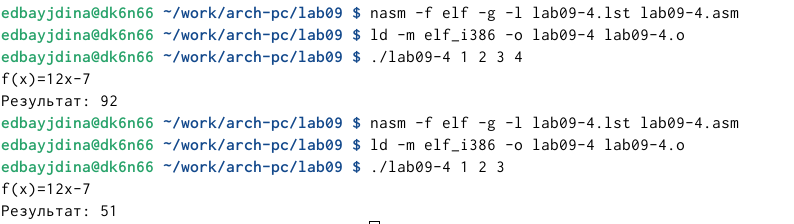 edbayjdina@dk6n66 ~/work/arch-pc/lab09 $ nasm -f elf -g -l lab09-4.lst lab09-4.asm
edbayjdina@dk6n66 ~/work/arch-pc/lab09 $ ld -m elf_i386 -o lab09-4 lab09-4.o
edbayjdina@dk6n66 ~/work/arch-pc/lab09 $ ./lab09-4 1 2 3 4
f(x)=12x-7
Результат: 92
edbayjdina@dk6n66 ~/work/arch-pc/lab09 $ nasm -f elf -g -l lab09-4.lst lab09-4.asm
edbayjdina@dk6n66 ~/work/arch-pc/lab09 $ ld -m elf_i386 -o lab09-4 lab09-4.o
edbayjdina@dk6n66 ~/work/arch-pc/lab09 $ ./lab09-4 1 2 3
f(x)=12x-7
Результат: 51